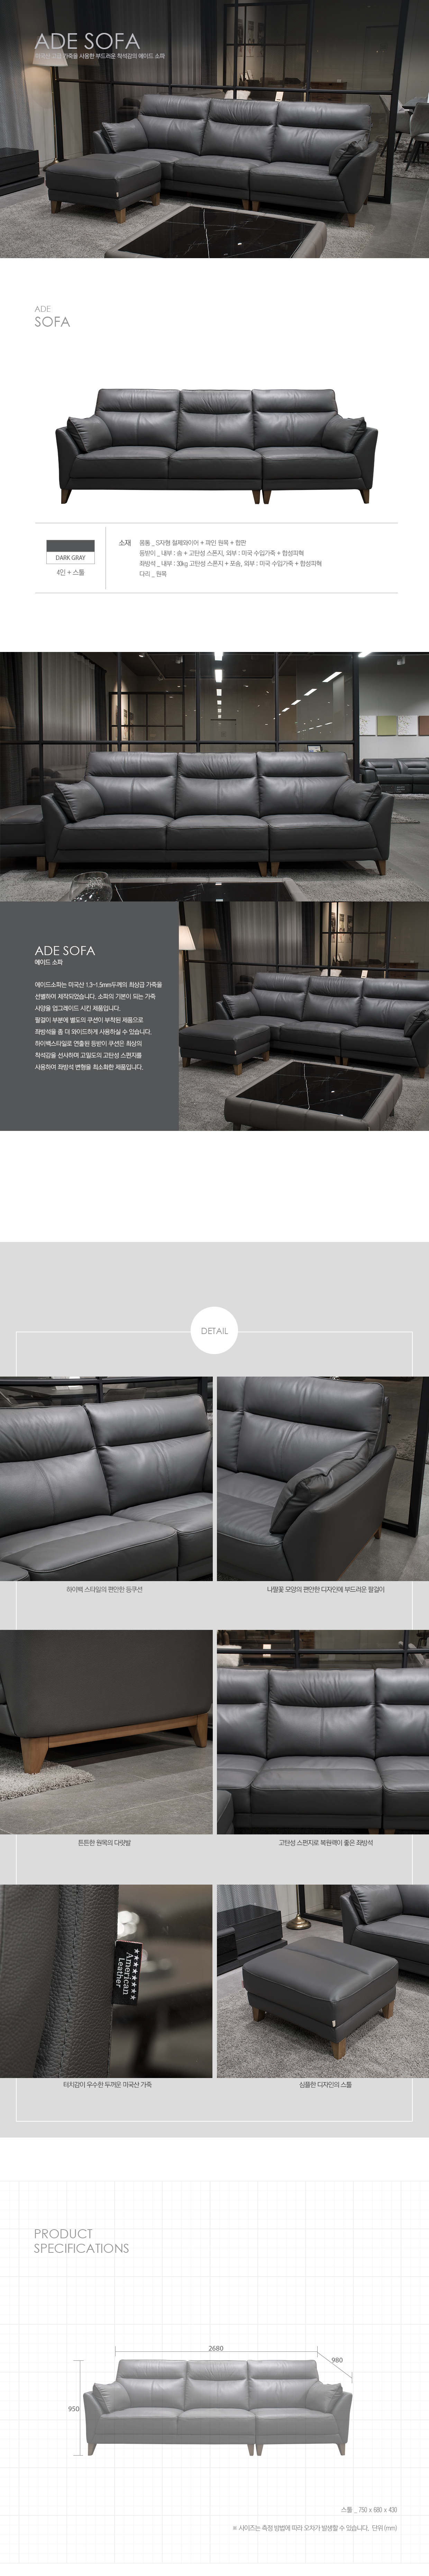 ADE SOFA
미국산 고급 가죽을 사용한 부드러운 착석감의 에이드 소파
ADE
SOFA
DARK GRAY
4인 + 스툴
소재
몸통 _ S자형 철제와이어 + 파인 원목 + 합판
등받이 _ 내부 : 솜 + 고탄성 스폰지, 외부 : 미국 수입가죽 + 합성피혁
좌방석 _ 내부 : 30kg 고탄성 스폰지 + 포솜, 외부 : 미국 수입가죽 + 합성피혁
다리 _ 원목
ADE SOFA
에이드 소파
에이드소파는 미국산 1.3~1.5mm두께의 최상급 가죽을
선별하여 제작되었습니다. 소파의 기본이 되는 가죽
사양을 업그레이드 시킨 제품입니다.
팔걸이 부분에 별도의 쿠션이 부착된 제품으로
좌방석을 좀 더 와이드하게 사용하실 수 있습니다.
하이백스타일로 연출된 등받이 쿠션은 최상의
착석감을 선사하며 고밀도의 고탄성 스펀지를
사용하여 좌방석 변형을 최소화한 제품입니다.
DETAIL
하이백 스타일의 편안한 등쿠션
나팔꽃 모양의 편안한 디자인에 부드러운 팔걸이
튼튼한 원목의 다릿발
고탄성 스펀지로 복원력이 좋은 좌방석
American
Leather
터치감이 우수한 두꺼운 미국산 가죽
심플한 디자인의 스툴
PRODUCT
SPECIFICATIONS
2680
980
950
스툴 _ 750 x 680 x 430
※ 사이즈는 측정 방법에 따라 오차가 발생할 수 있습니다. 단위 (mm)